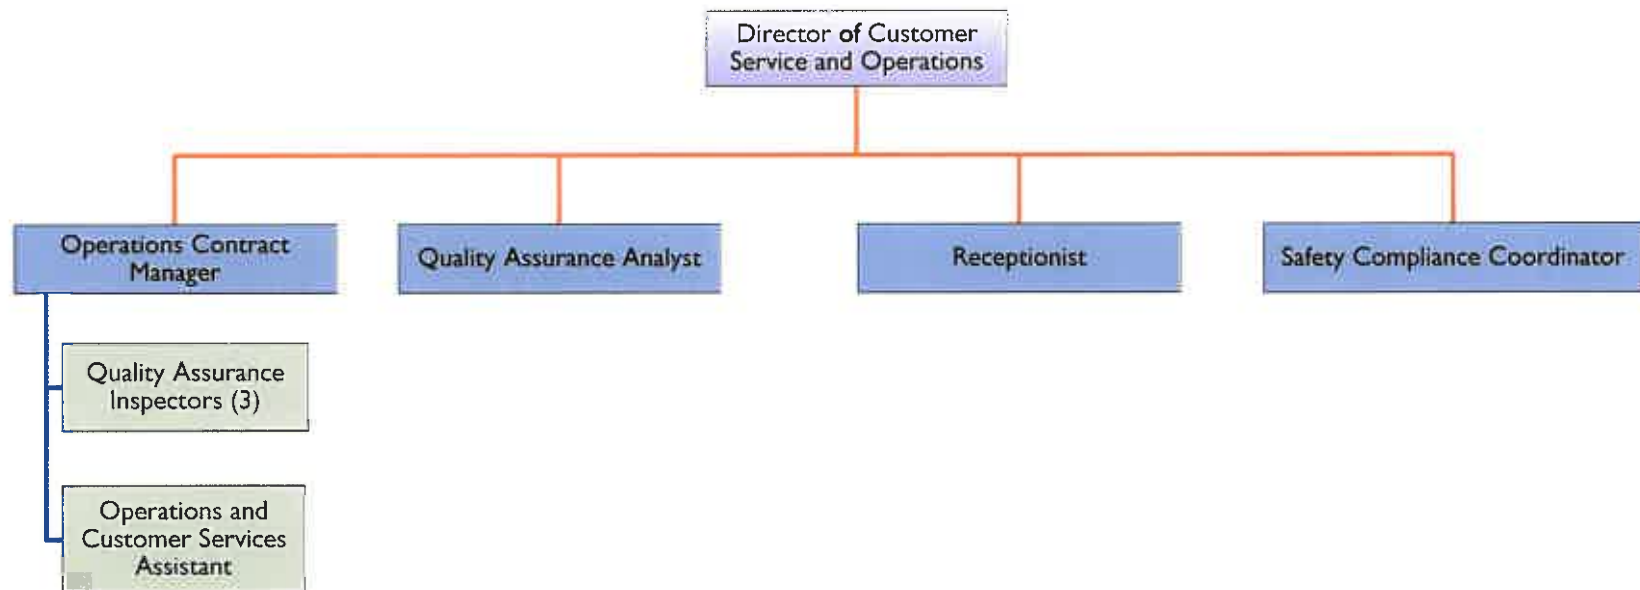 Director of Customer
Service and Operations
Operations Contract
Manager
Quality Assurance Analyst
Receptionist
Safety Compliance Coordinator
Quality Assurance
Inspectors (3)
Operations and
Customer Services
Assistant